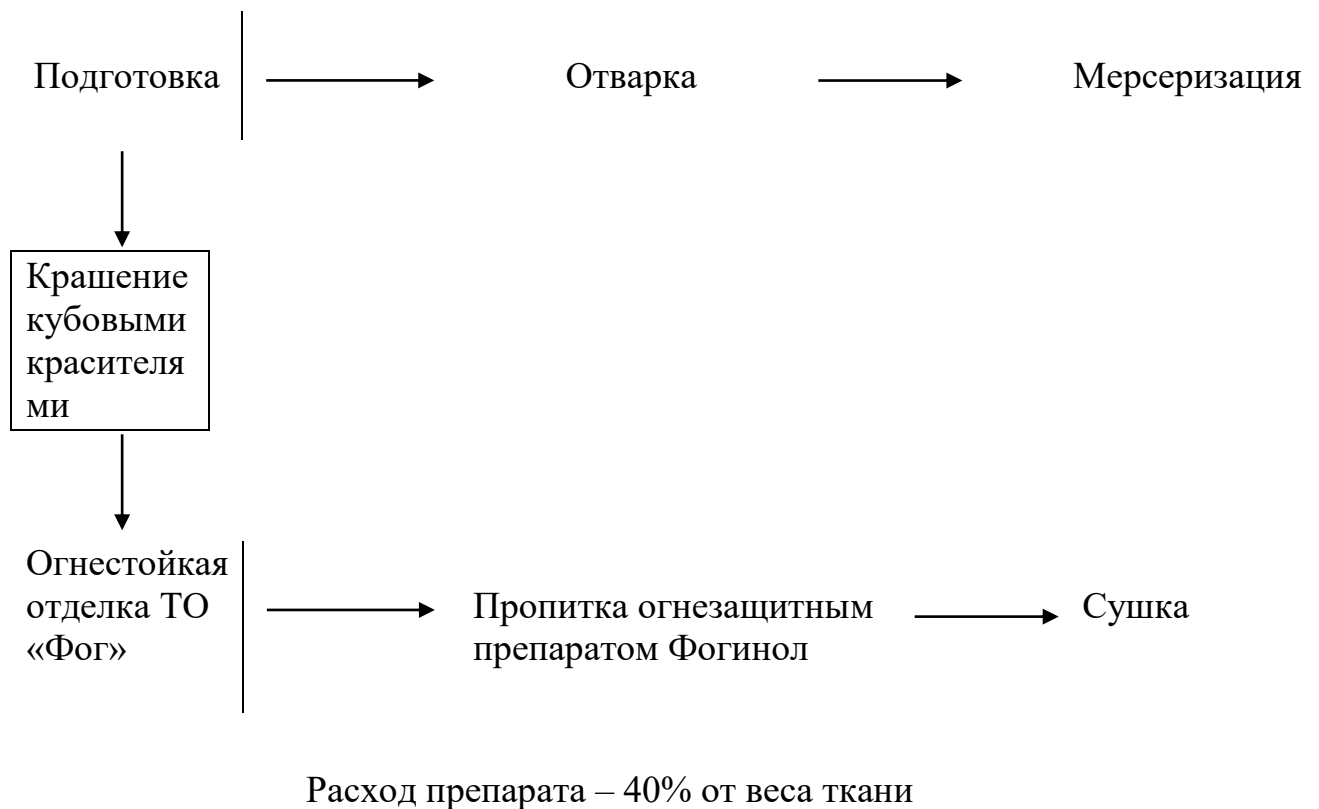 Подготовка
Отварка
Мерсеризация
Крашение
кубовыми
красителя
ми
Огнестойкая
отделка ТО
«Фог»
Пропитка огнезащитным
препаратом Фогинол
Сушка
Расход препарата – 40% от веса ткани